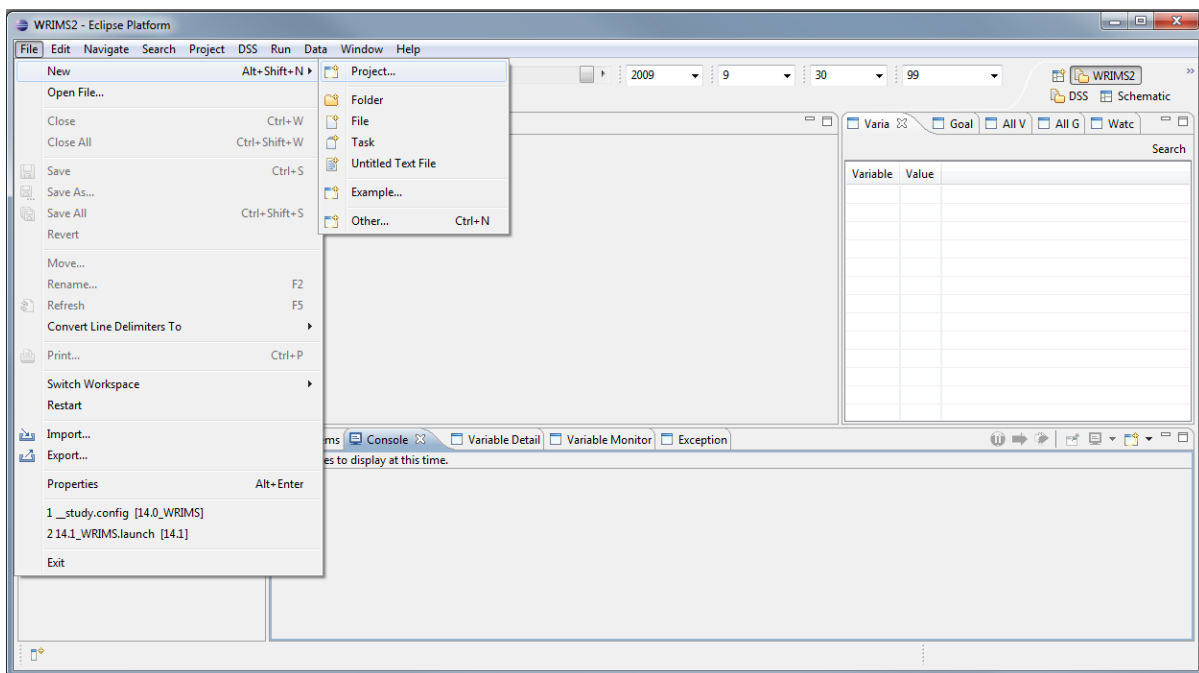 WRIMS2 - Eclipse Platform
File Edit Navigate Search Project DSS Run Data Window Help
New Alt+Shift+N
Open File...
Close Ctrl+W
Close All Ctrl+Shift+W
Save Ctrl+S
Save As...
Save All Ctrl+Shift+S
Revert
Move...
Rename... F2
Refresh F5
Convert Line Delimiters To
Print... Ctrl+P
Switch Workspace
Restart
Import...
Export...
Properties Alt+Enter
1 __study.config [14.0_WRIMS]
2 14.1_WRIMS.launch [14.1]
Exit
Project...
Folder
File
Task
Untitled Text File
Example...
Other... Ctrl+N
2009 9 30 99
WRIMS2
DSS Schematic
Varia Goal All V All G Watc
Search
Variable Value
ms Console Variable Detail Variable Monitor Exception
es to display at this time.